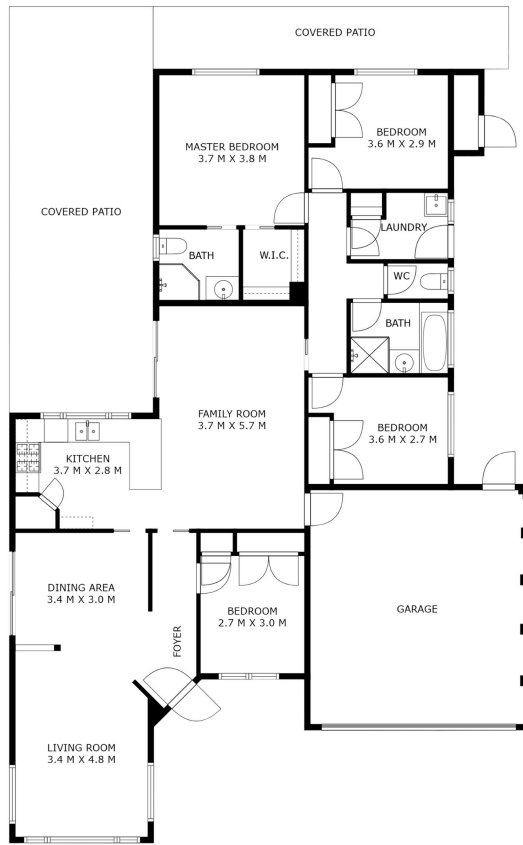 COVERED PATIO
BEDROOM
3.6 M X 2.9 M
MASTER BEDROOM
3.7 M X 3.8 M
COVERED PATIO
LAUNDRY
BATH
W.I.C.
WC
BATH
FAMILY ROOM
3.7 M X 5.7 M
BEDROOM
3.6 M X 2.7 M
KITCHEN
3.7 M X 2.8 M
DINING AREA
3.4 M X 3.0 M
BEDROOM
2.7 M X 3.0 M
GARAGE
FOYER
LIVING ROOM
3.4 M X 4.8 M